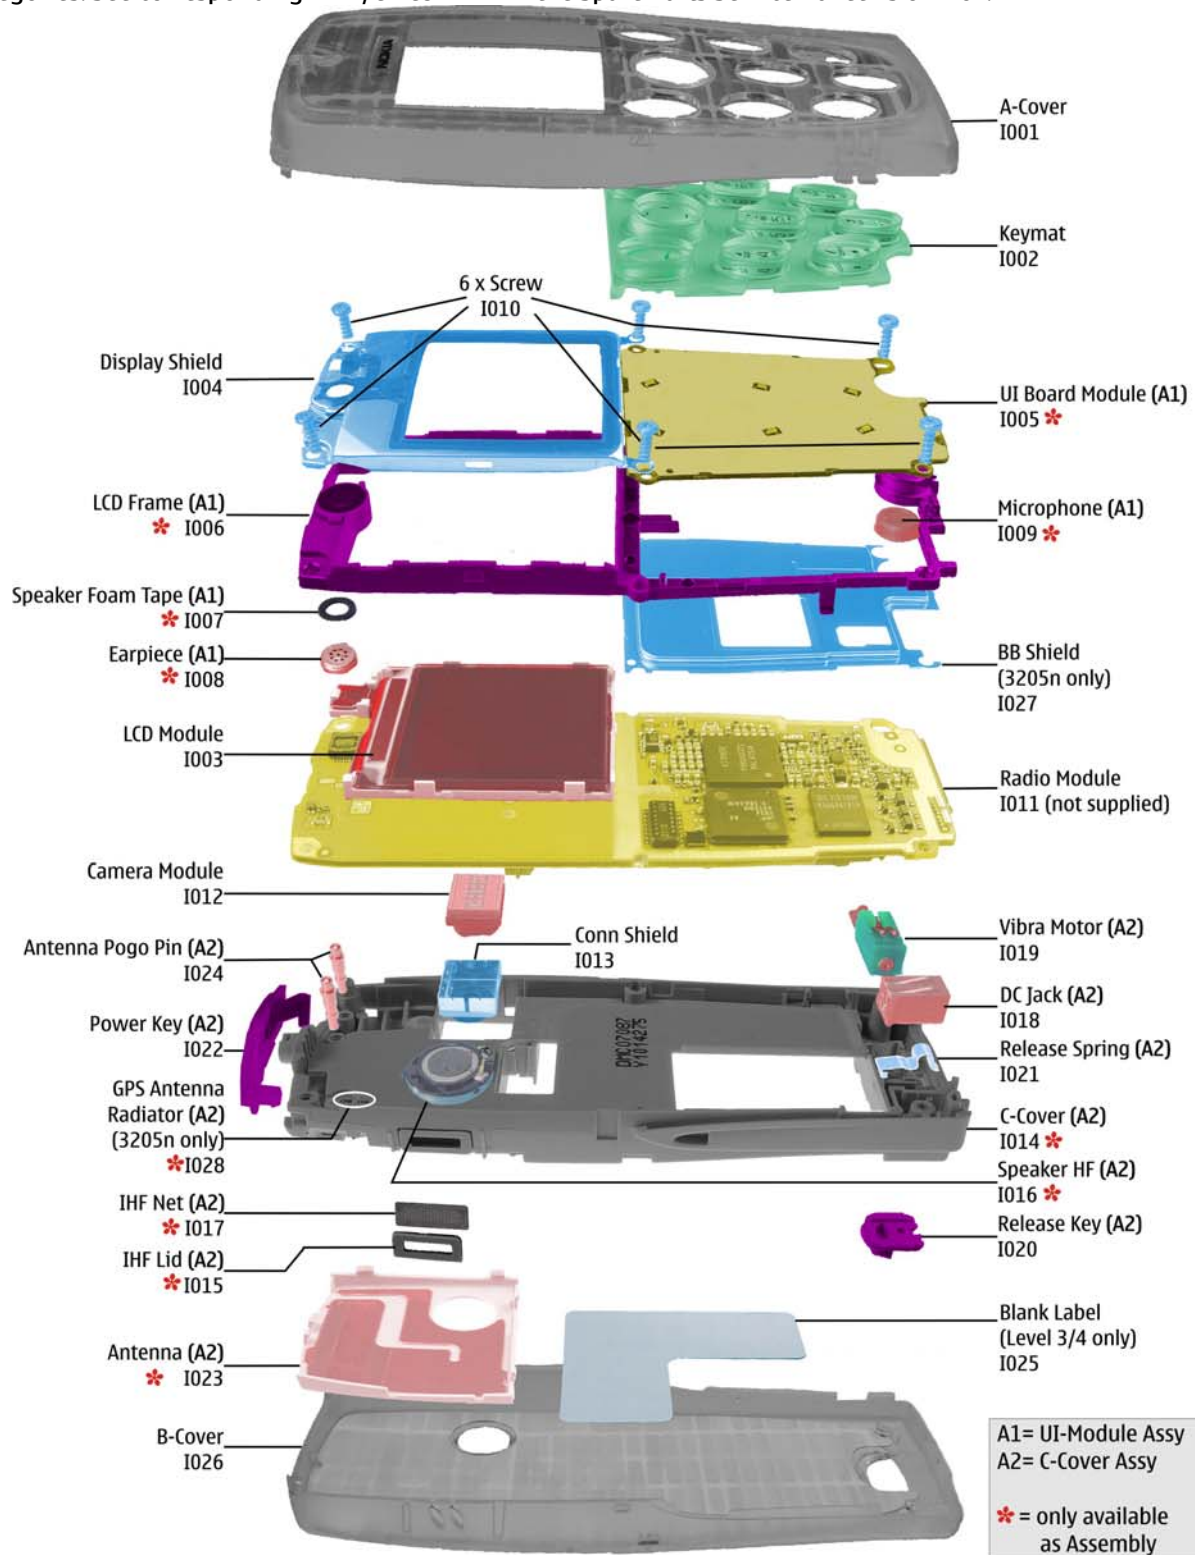 NOKIA
A-Cover
I001
Keymat
I002
6 x Screw
I010
Display Shield
I004
UI Board Module (A1)
I005 *
LCD Frame (A1)
* I006
Microphone (A1)
I009 *
Speaker Foam Tape (A1)
* I007
Earpiece (A1)
* I008
BB Shield
(3205n only)
I027
LCD Module
I003
Radio Module
I011 (not supplied)
Camera Module
I012
Conn Shield
I013
Vibra Motor (A2)
I019
Antenna Pogo Pin (A2)
I024
DC Jack (A2)
I018
Power Key (A2)
I022
DMC07087
Y1014275
Release Spring (A2)
I021
GPS Antenna
Radiator (A2)
(3205n only)
* I028
C-Cover (A2)
I014 *
Speaker HF (A2)
I016 *
IHF Net (A2)
* I017
Release Key (A2)
I020
IHF Lid (A2)
* I015
Blank Label
(Level 3/4 only)
I025
Antenna (A2)
* I023
B-Cover
I026
A1= UI-Module Assy
A2= C-Cover Assy
* = only available
as Assembly